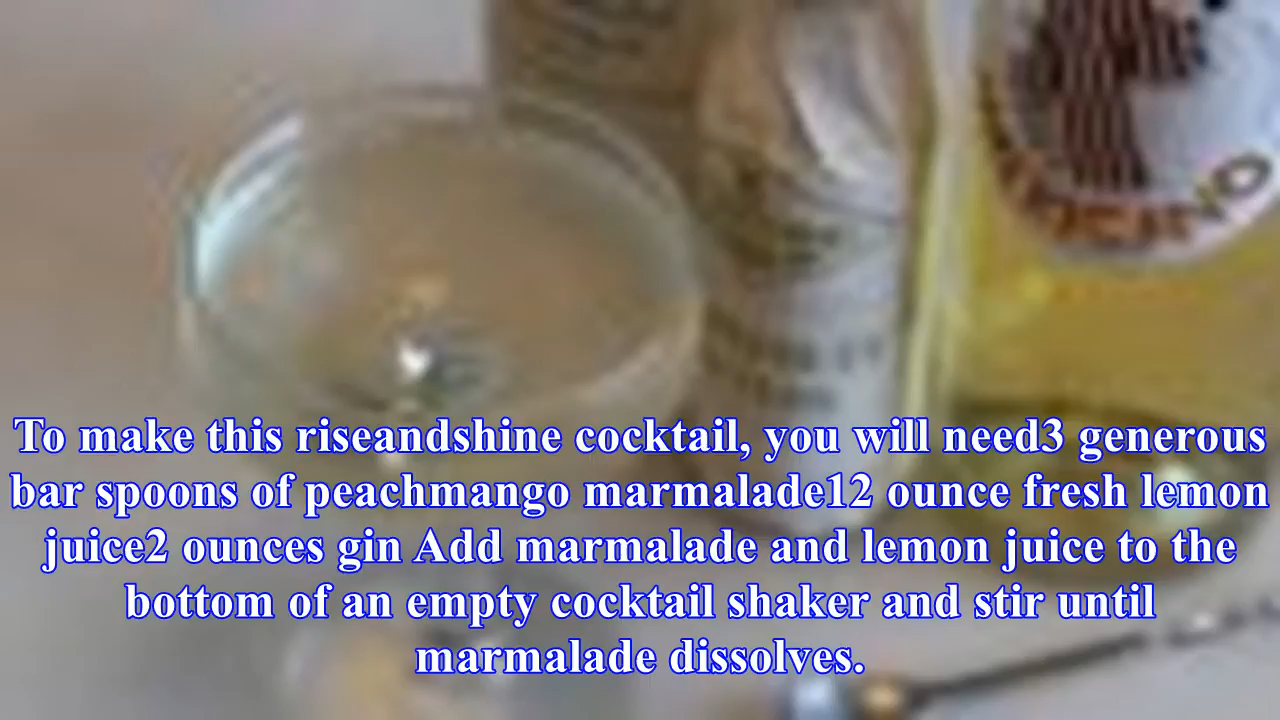 To make this riseandshine cocktail, you will need3 generous
bar spoons of peachmango marmalade12 ounce fresh lemon
juice2 ounces gin Add marmalade and lemon juice to the
bottom of an empty cocktail shaker and stir until
marmalade dissolves.